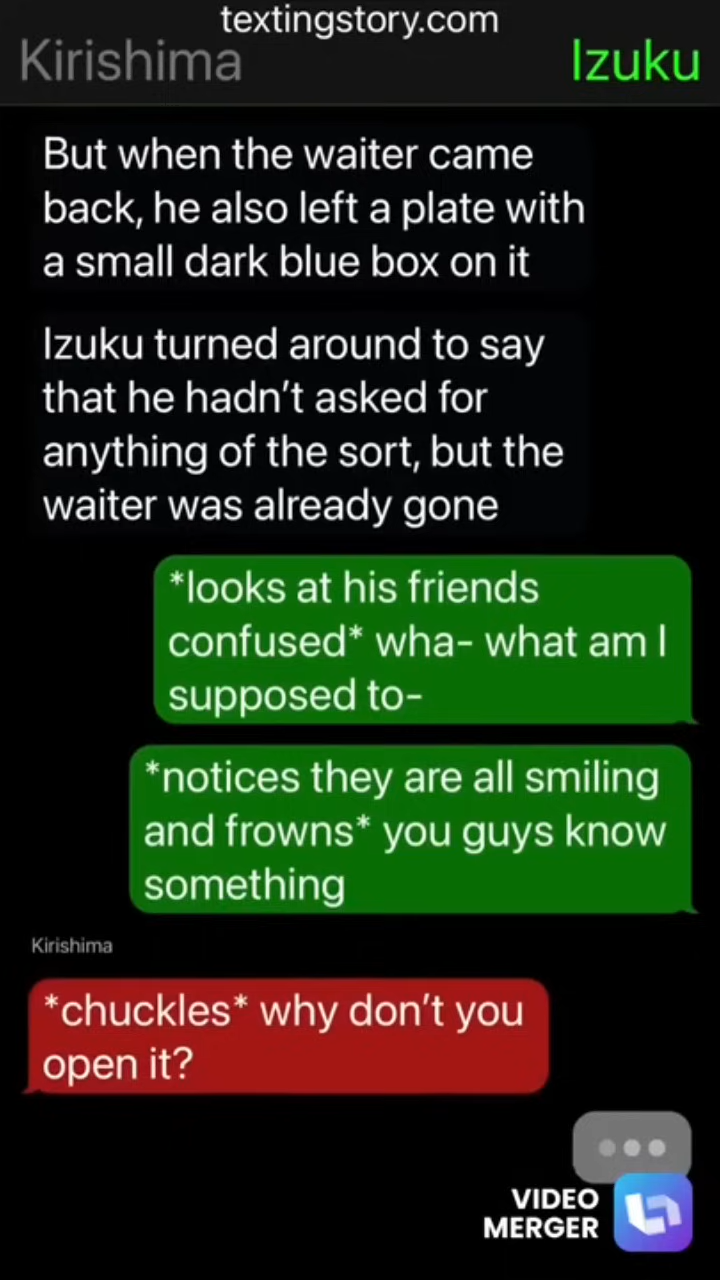 textingstory.com
Kirishima
Izuku
But when the waiter came
back, he also left a plate with
a small dark blue box on it
Izuku turned around to say
that he hadn’t asked for
anything of the sort, but the
waiter was already gone
*looks at his friends
confused* wha- what am I
supposed to-
*notices they are all smiling
and frowns* you guys know
something
Kirishima
*chuckles* why don’t you
open it?
VIDEO
MERGER